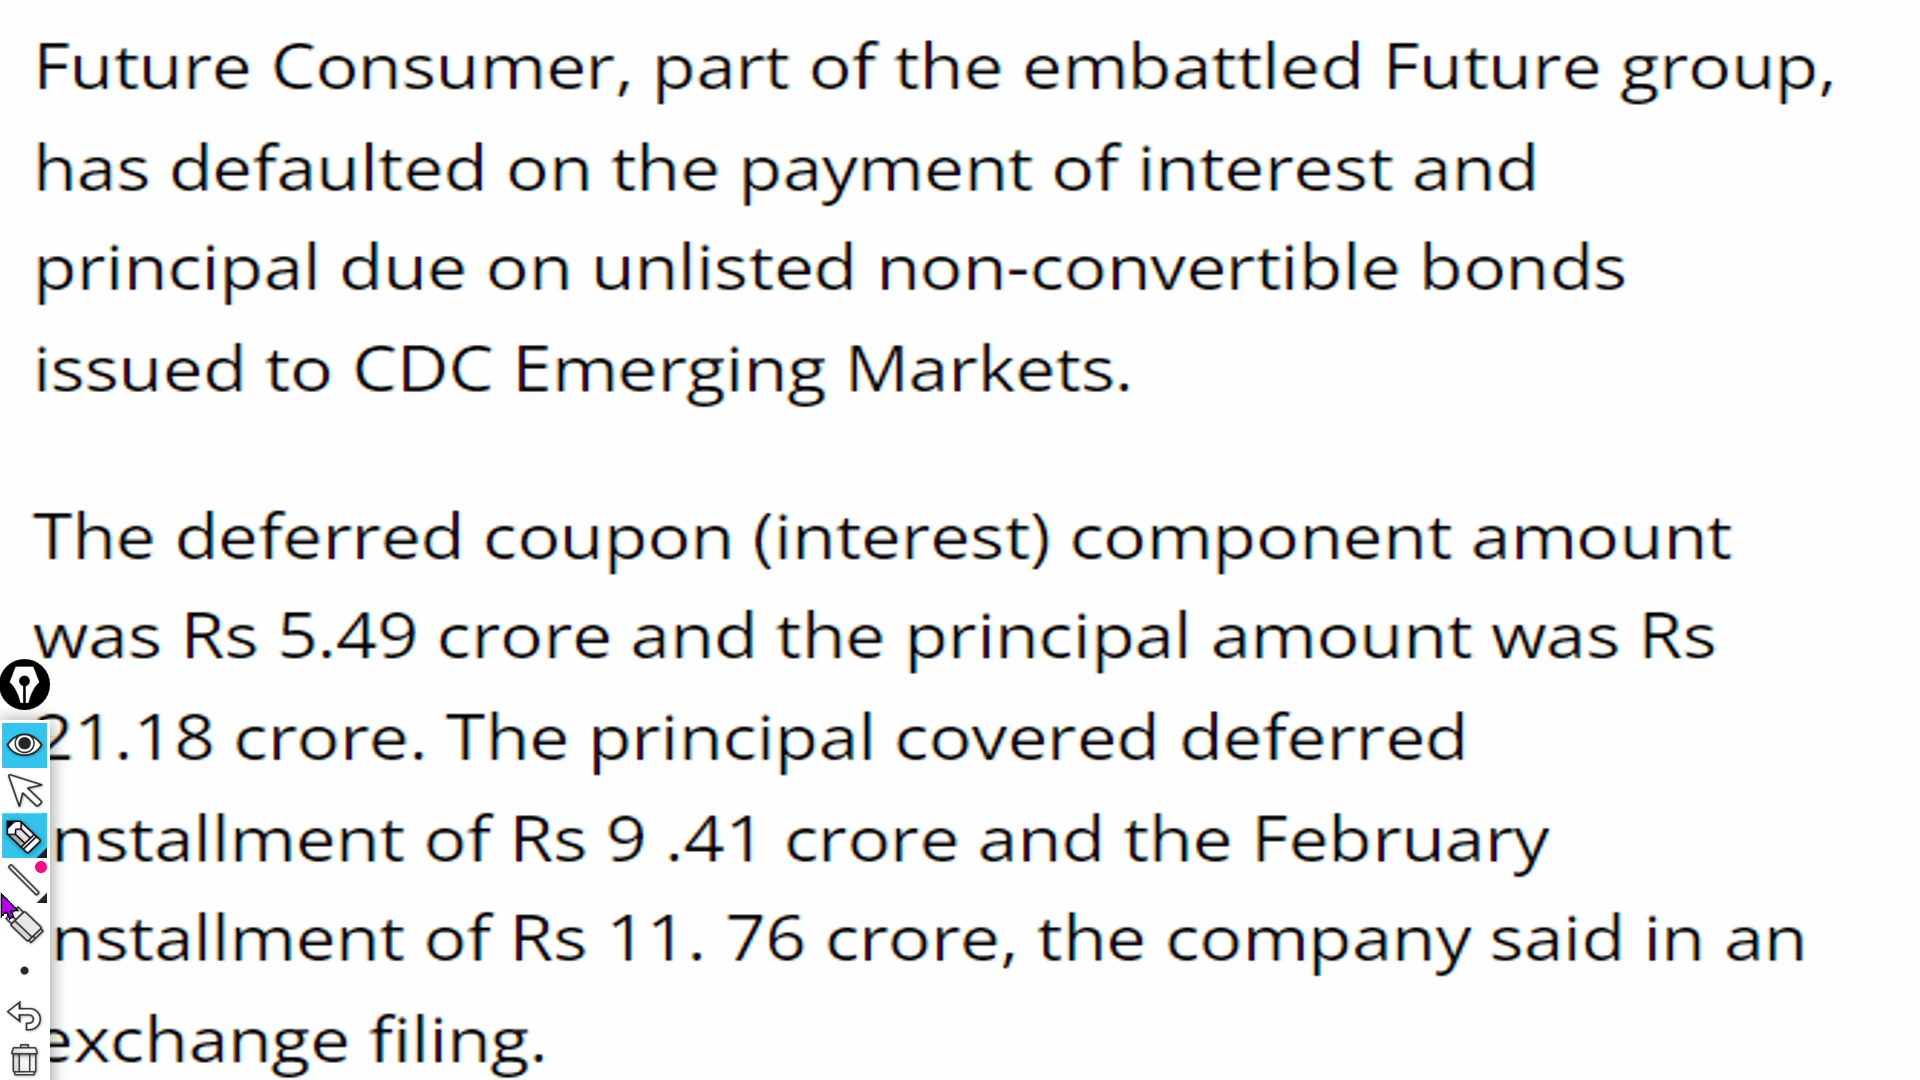 Future Consumer, part of the embattled Future group,
has defaulted on the payment of interest and
principal due on unlisted non-convertible bonds
issued to CDC Emerging Markets.
The deferred coupon (interest) component amount
was Rs 5.49 crore and the principal amount was Rs
21.18 crore. The principal covered deferred
nstallment of Rs 9 .41 crore and the February
nstallment of Rs 11. 76 crore, the company said in an
exchange filing.